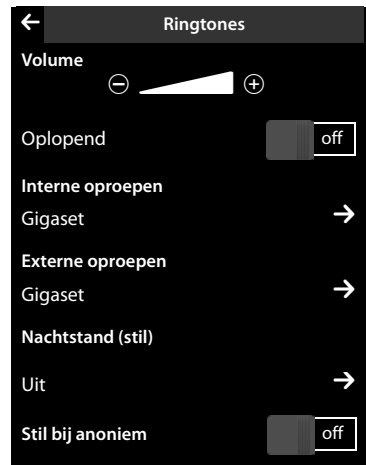 Ringtones
Volume
Oplopend off
Interne oproepen
Gigaset
Externe oproepen
Gigaset
Nachtstand (stil)
Uit
Stil bij anoniem off